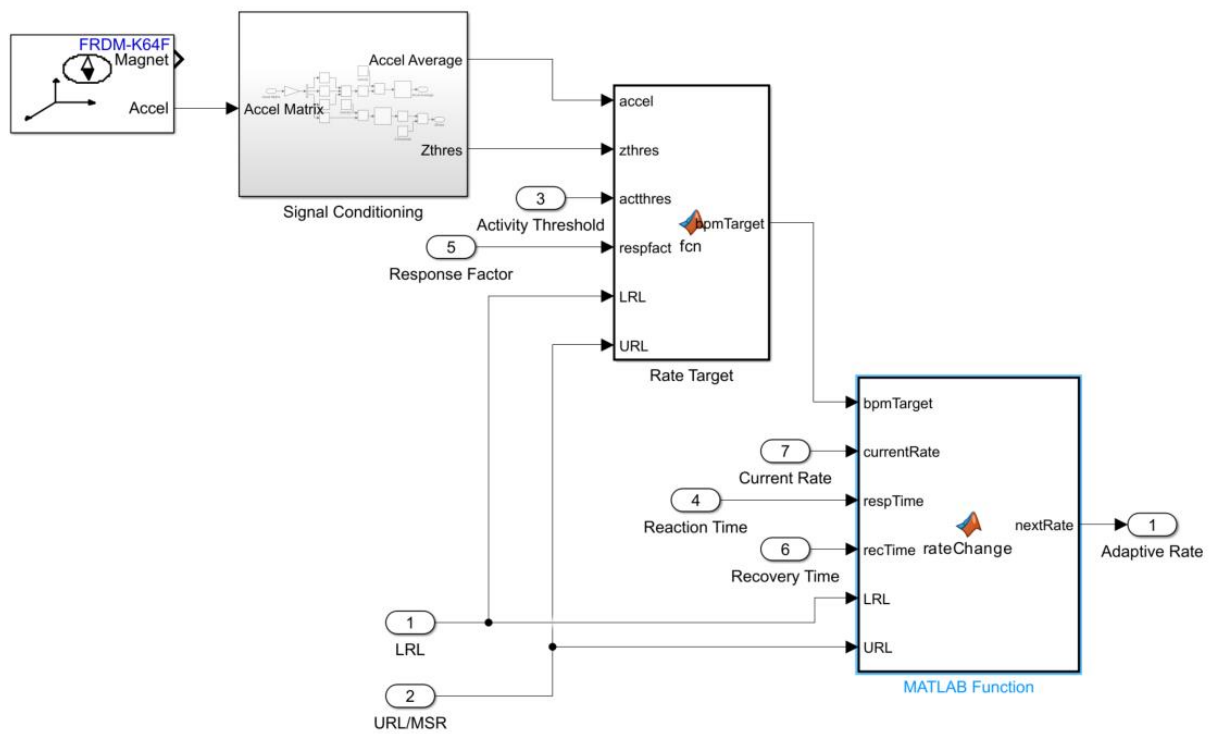 FRDM-K64F
Magnet
Accel
Accel Matrix
Accel Average
Zthres
Signal Conditioning
accel
zthres
3
actthres
Activity Threshold
5
respfact
Response Factor
LRL
URL
bpmTarget
fcn
Rate Target
bpmTarget
7
currentRate
Current Rate
4
respTime
Reaction Time
6
recTime
Recovery Time
rateChange
nextRate
1
Adaptive Rate
LRL
URL
MATLAB Function
1
LRL
2
URL/MSR